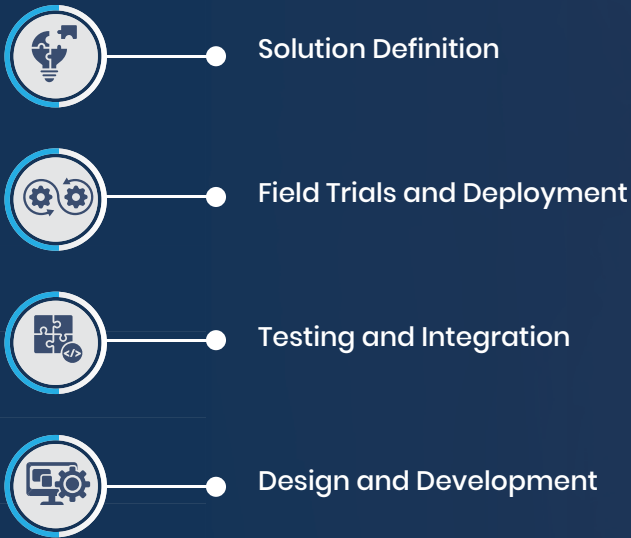 Solution Definition
Field Trials and Deployment
Testing and Integration
Design and Development